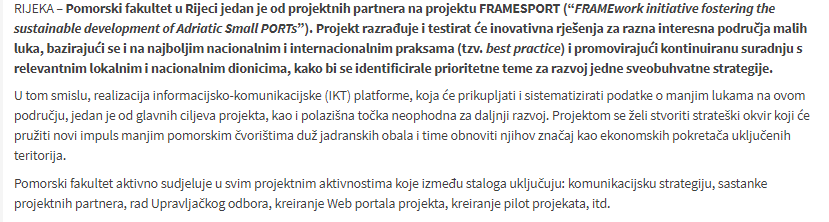 RIJEKA – Pomorski fakultet u Rijeci jedan je od projektnih partnera na projektu FRAMESPORT (“FRAMEwork initiative fostering the
sustainable development of Adriatic Small PORTs”). Projekt razrađuje i testirat će inovativna rješenja za razna interesna područja malih
luka, bazirajući se i na najboljim nacionalnim i internacionalnim praksama (tzv. best practice) i promovirajući kontinuiranu suradnju s
relevantnim lokalnim i nacionalnim dionicima, kako bi se identificirale prioritetne teme za razvoj jedne sveobuhvatne strategije.
U tom smislu, realizacija informacijsko-komunikacijske (IKT) platforme, koja će prikupljati i sistematizirati podatke o manjim lukama na ovom
području, jedan je od glavnih ciljeva projekta, kao i polazišna točka neophodna za daljnji razvoj. Projektom se želi stvoriti strateški okvir koji će
pružiti novi impuls manjim pomorskim čvorištima duž jadranskih obala i time obnoviti njihov značaj kao ekonomskih pokretača uključenih
teritorija.
Pomorski fakultet aktivno sudjeluje u svim projektnim aktivnostima koje između staloga uključuju: komunikacijsku strategiju, sastanke
projektnih partnera, rad Upravljačkog odbora, kreiranje Web portala projekta, kreiranje pilot projekata, itd.